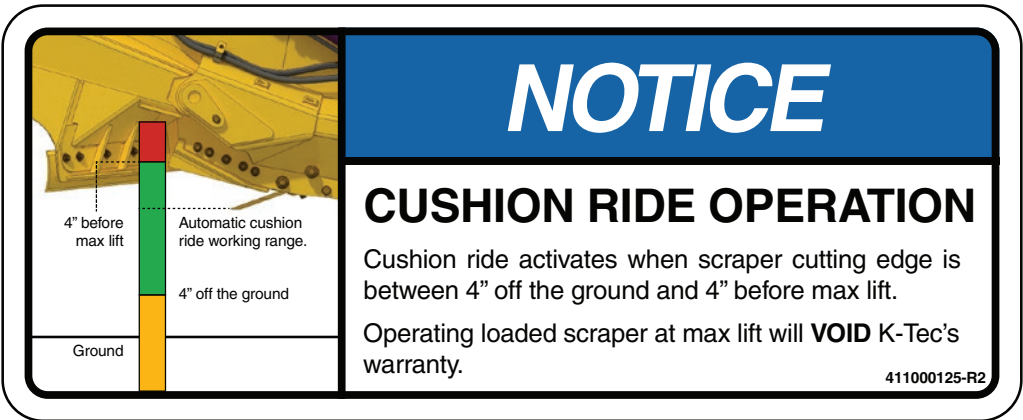 4” before
max lift
Automatic cushion
ride working range.
4” off the ground
Ground
NOTICE
CUSHION RIDE OPERATION
Cushion ride activates when scraper cutting edge is
between 4” off the ground and 4” before max lift.
Operating loaded scraper at max lift will VOID K-Tec’s
warranty.
411000125-R2